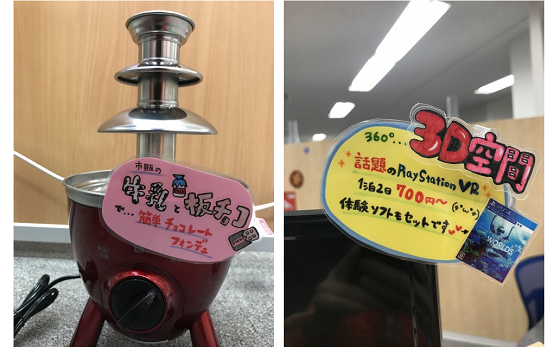 市販の
牛乳と板チョコ
で… 簡単チョコレート
フォンデュ
360°…
3D空間
話題のPlayStation VR
1泊2日 700円〜
体験ソフトもセットです
WORLDS